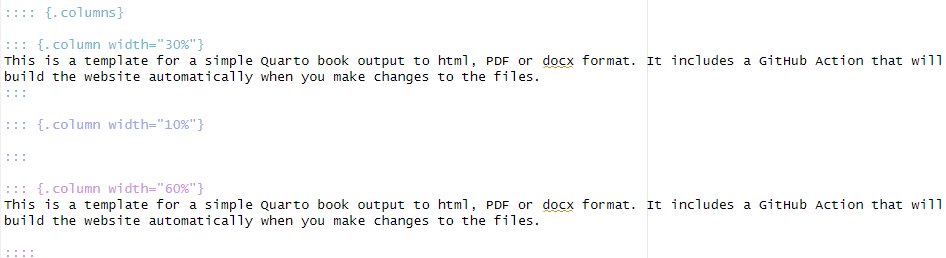 :::: {.columns}
::: {.column width="30%"}
This is a template for a simple Quarto book output to html, PDF or docx format. It includes a GitHub Action that will
build the website automatically when you make changes to the files.
:::
::: {.column width="10%"}
:::
::: {.column width="60%"}
This is a template for a simple Quarto book output to html, PDF or docx format. It includes a GitHub Action that will
build the website automatically when you make changes to the files.
::::